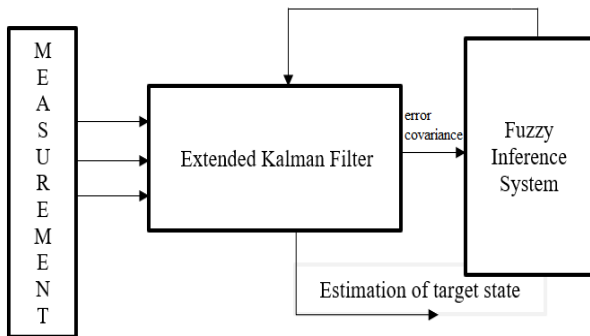 M
E
A
S
U
R
E
M
E
N
T
Extended Kalman Filter
error
covariance
Fuzzy
Inference
System
Estimation of target state